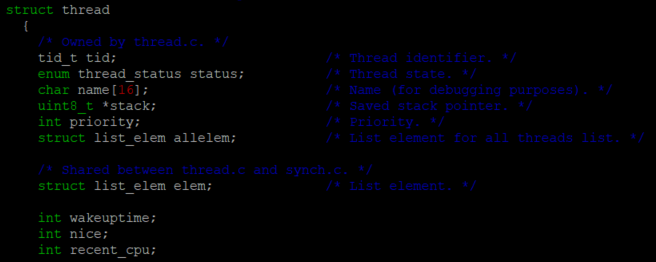 struct thread
{
/* Owned by thread.c. */
tid_t tid; /* Thread identifier. */
enum thread_status status; /* Thread state. */
char name[16]; /* Name (for debugging purposes). */
uint8_t *stack; /* Saved stack pointer. */
int priority; /* Priority. */
struct list_elem allelem; /* List element for all threads list. */
/* Shared between thread.c and synch.c. */
struct list_elem elem; /* List element. */
int wakeuptime;
int nice;
int recent_cpu;